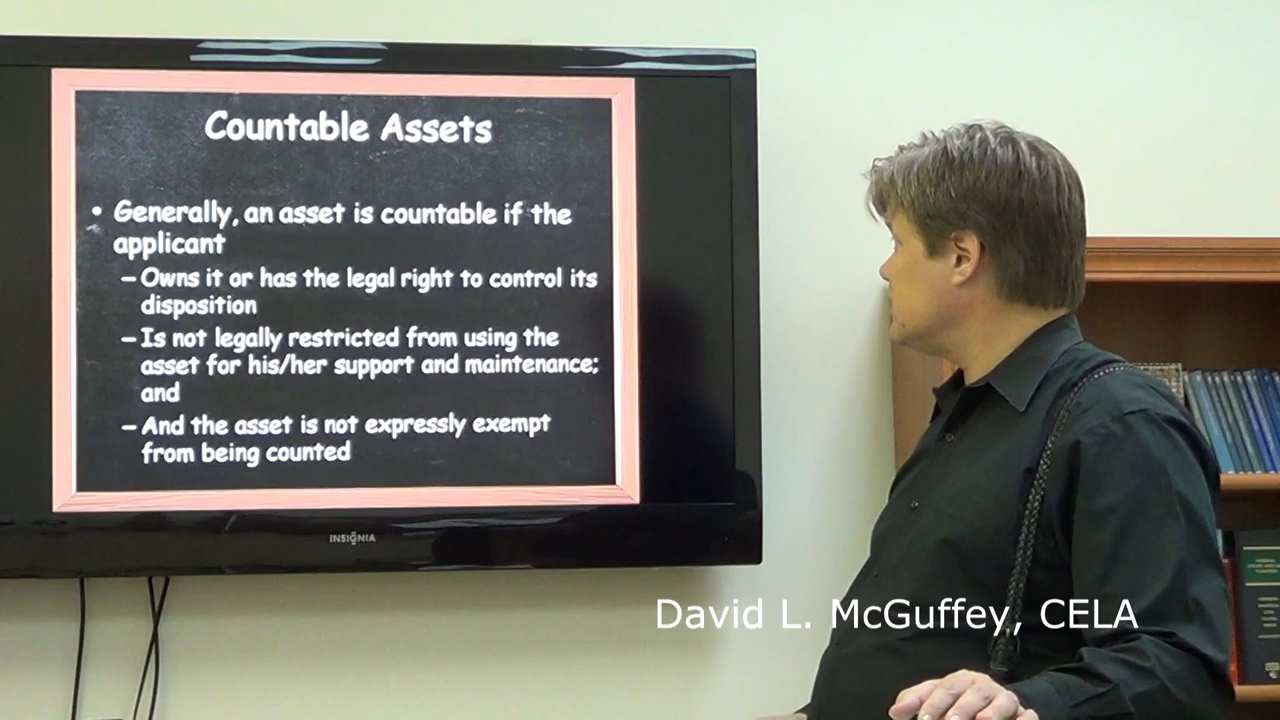 Countable Assets
• Generally, an asset is countable if the
applicant
– Owns it or has the legal right to control its
disposition
– Is not legally restricted from using the
asset for his/her support and maintenance;
and
– And the asset is not expressly exempt
from being counted
INSIGNIA
David L. McGuffey, CELA